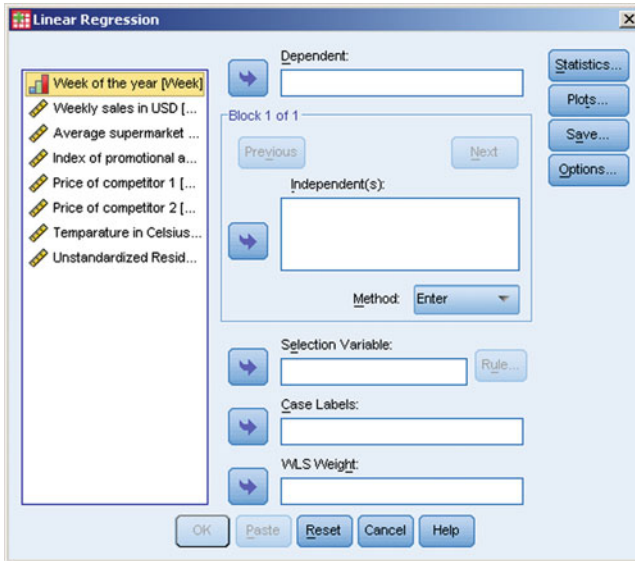 Linear Regression
Week of the year [Week]
Weekly sales in USD [...
Average supermarket ...
Index of promotional a...
Price of competitor 1 [...
Price of competitor 2 [...
Temparature in Celsius...
Unstandardized Resid...
Dependent:
Block 1 of 1
Previous
Next
Independent(s):
Method:
Enter
Selection Variable:
Rule...
Case Labels:
WLS Weight:
Statistics...
Plots...
Save...
Options...
OK
Paste
Reset
Cancel
Help